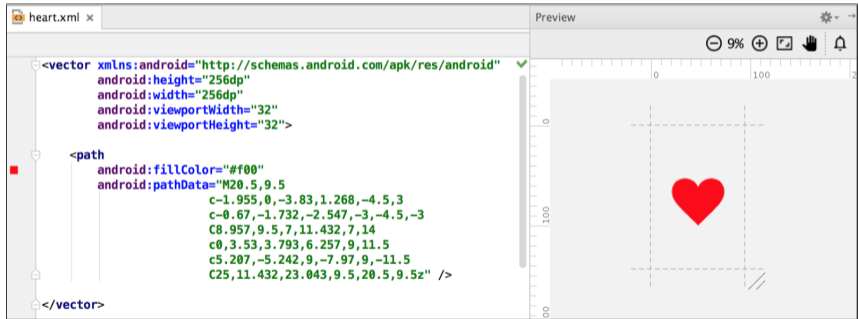 heart.xml
Preview
9%
<vector xmlns:android="http://schemas.android.com/apk/res/android"
android:height="256dp"
android:width="256dp"
android:viewportWidth="32"
android:viewportHeight="32">
<path
android:fillColor="#f00"
android:pathData="M20.5,9.5
c-1.955,0,-3.83,1.268,-4.5,3
c-0.67,-1.732,-2.547,-3,-4.5,-3
C8.957,9.5,7,11.432,7,14
c0,3.53,3.793,6.257,9,11.5
c5.207,-5.242,9,-7.97,9,-11.5
C25,11.432,23.043,9.5,20.5,9.5z" />
</vector>
0
100
2
0
100
00